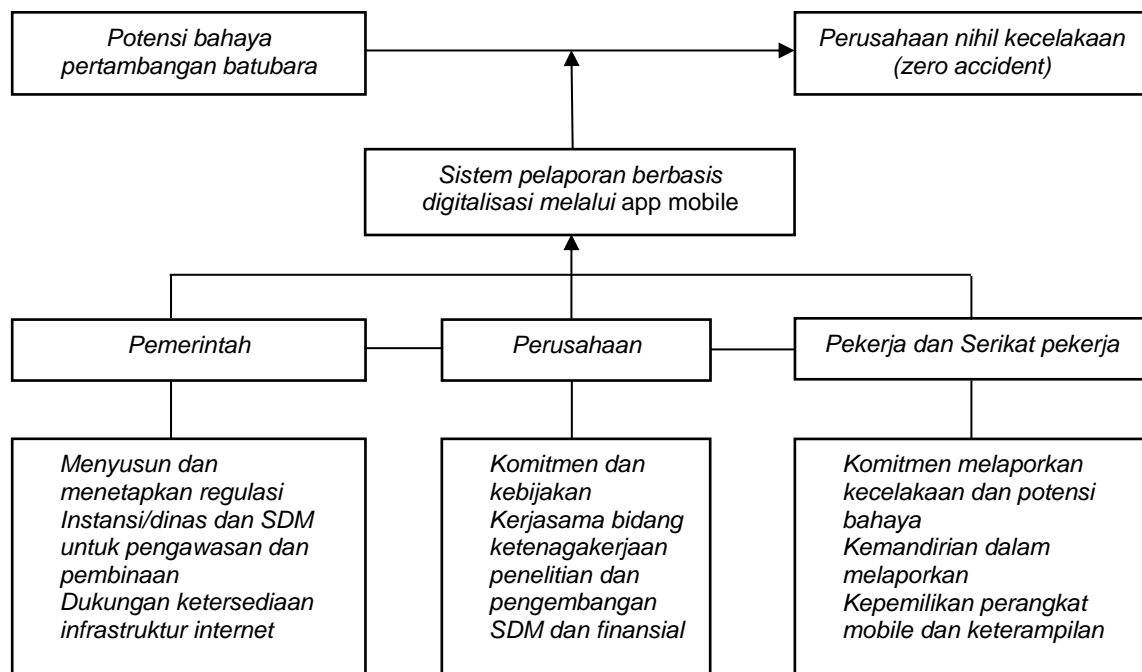 Potensi bahaya
pertambangan batubara
Perusahaan nihil kecelakaan
(zero accident)
Sistem pelaporan berbasis
digitalisasi melalui app mobile
Pemerintah
Perusahaan
Pekerja dan Serikat pekerja
Menyusun dan
menetapkan regulasi
Instansi/dinas dan SDM
untuk pengawasan dan
pembinaan
Dukungan ketersediaan
infrastruktur internet
Komitmen dan
kebijakan
Kerjasama bidang
ketenagakerjaan
penelitian dan
pengembangan
SDM dan finansial
Komitmen melaporkan
kecelakaan dan potensi
bahaya
Kemandirian dalam
melaporkan
Kepemilikan perangkat
mobile dan keterampilan